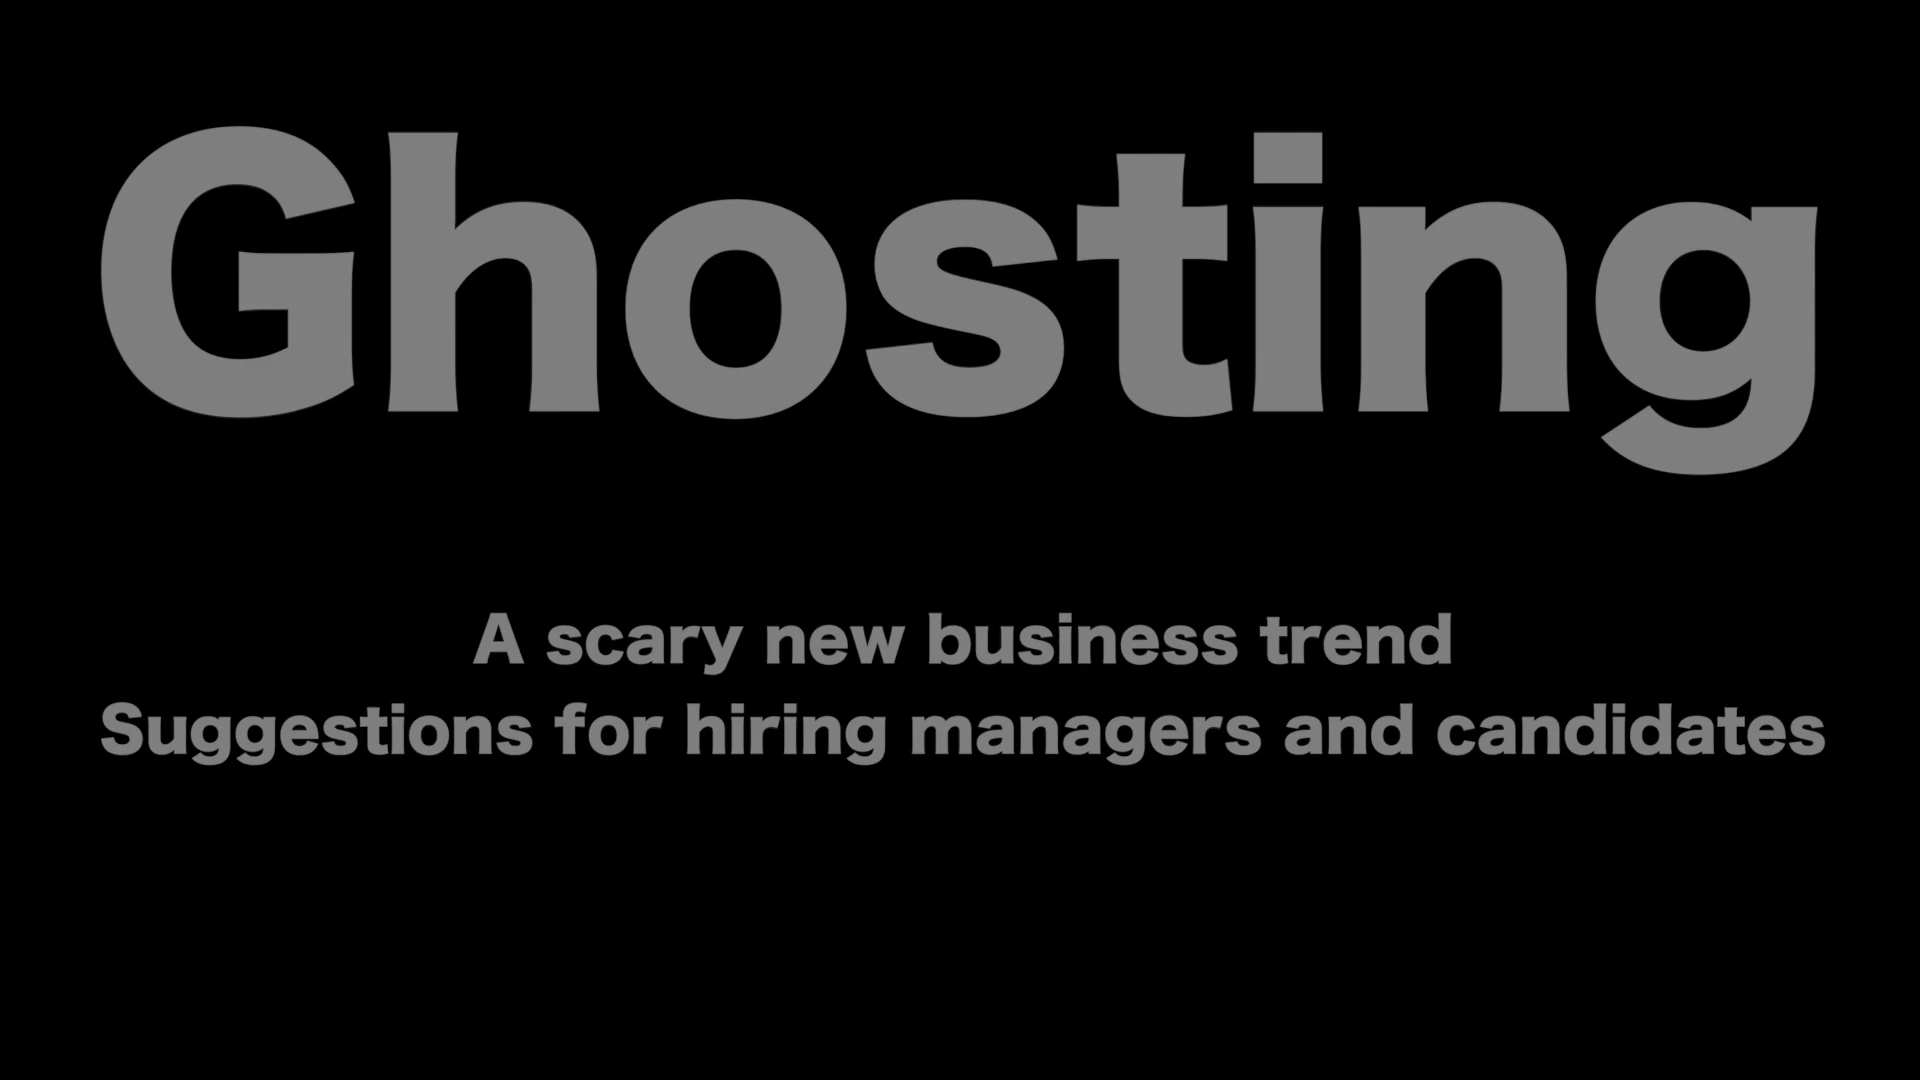 Ghosting
A scary new business trend
Suggestions for hiring managers and candidates